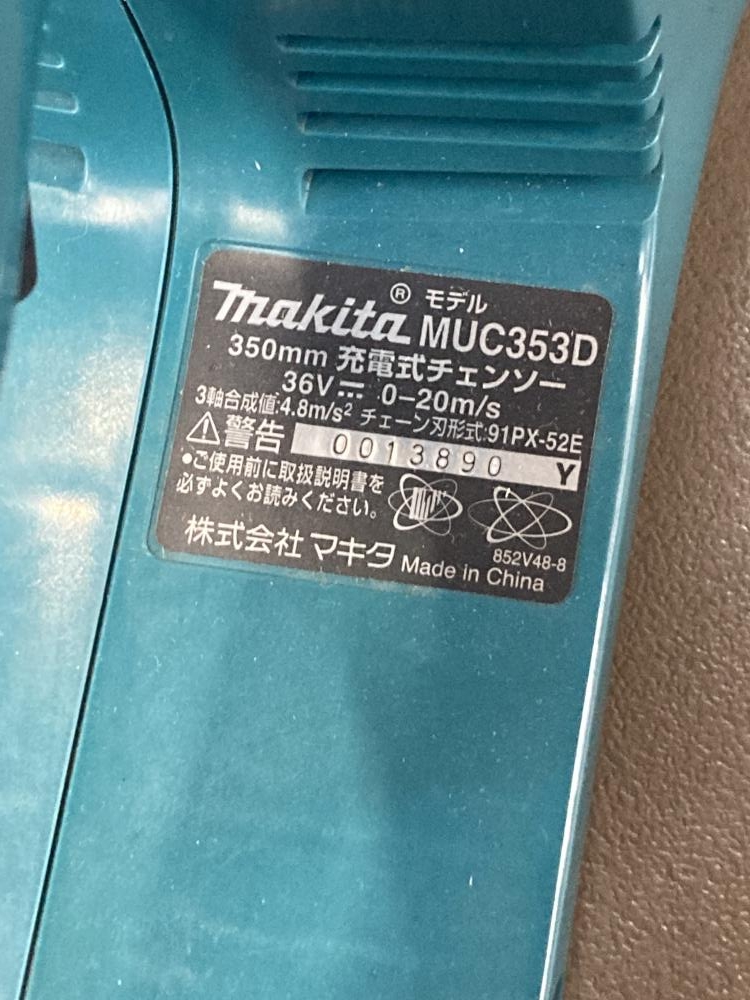 makita® モデル MUC353D
350mm 充電式チェンソー
36V⎓ 0-20m/s
3軸合成値:4.8m/s² チェーン刃形式:91PX-52E
⚠警告 0013890 Y
●ご使用前に取扱説明書を
必ずよくお読みください。
852V48-8
株式会社 マキタ Made in China